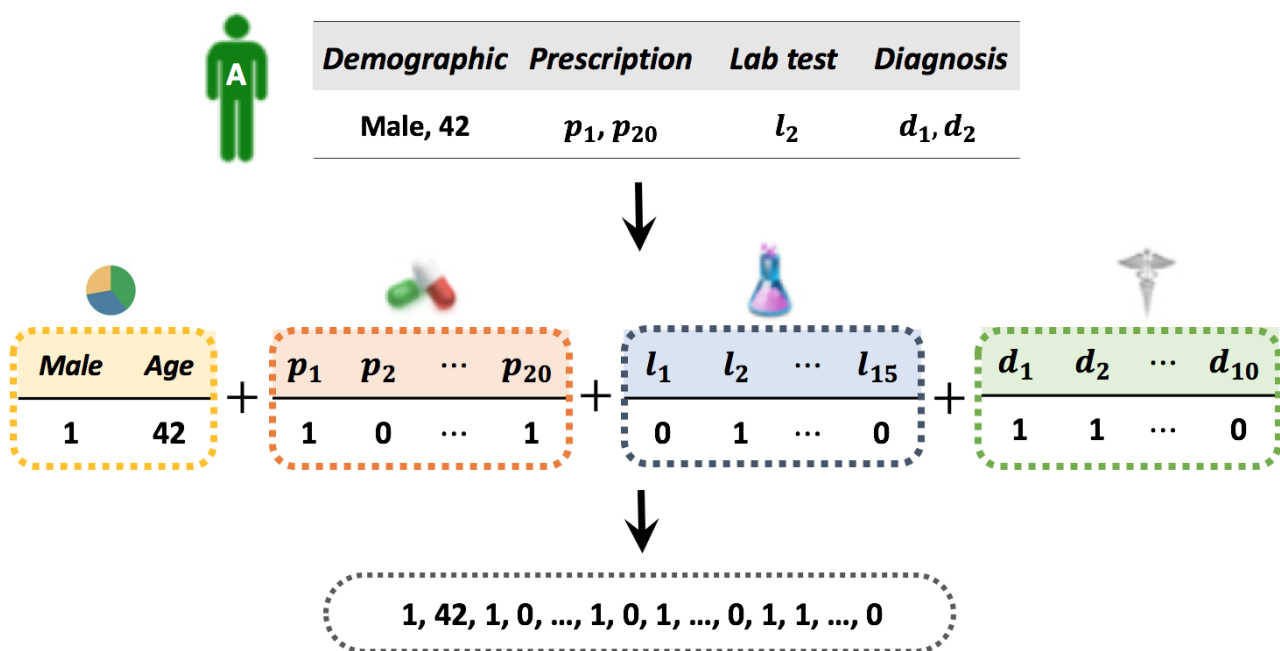 A
Demographic Prescription Lab test Diagnosis
Male, 42 p₁, p₂₀ l₂ d₁, d₂
Male Age + p₁ p₂ ⋯ p₂₀ + l₁ l₂ ⋯ l₁₅ + d₁ d₂ ⋯ d₁₀
1 42 1 0 ⋯ 1 0 1 ⋯ 0 1 1 ⋯ 0
1, 42, 1, 0, ..., 1, 0, 1, ..., 0, 1, 1, ..., 0